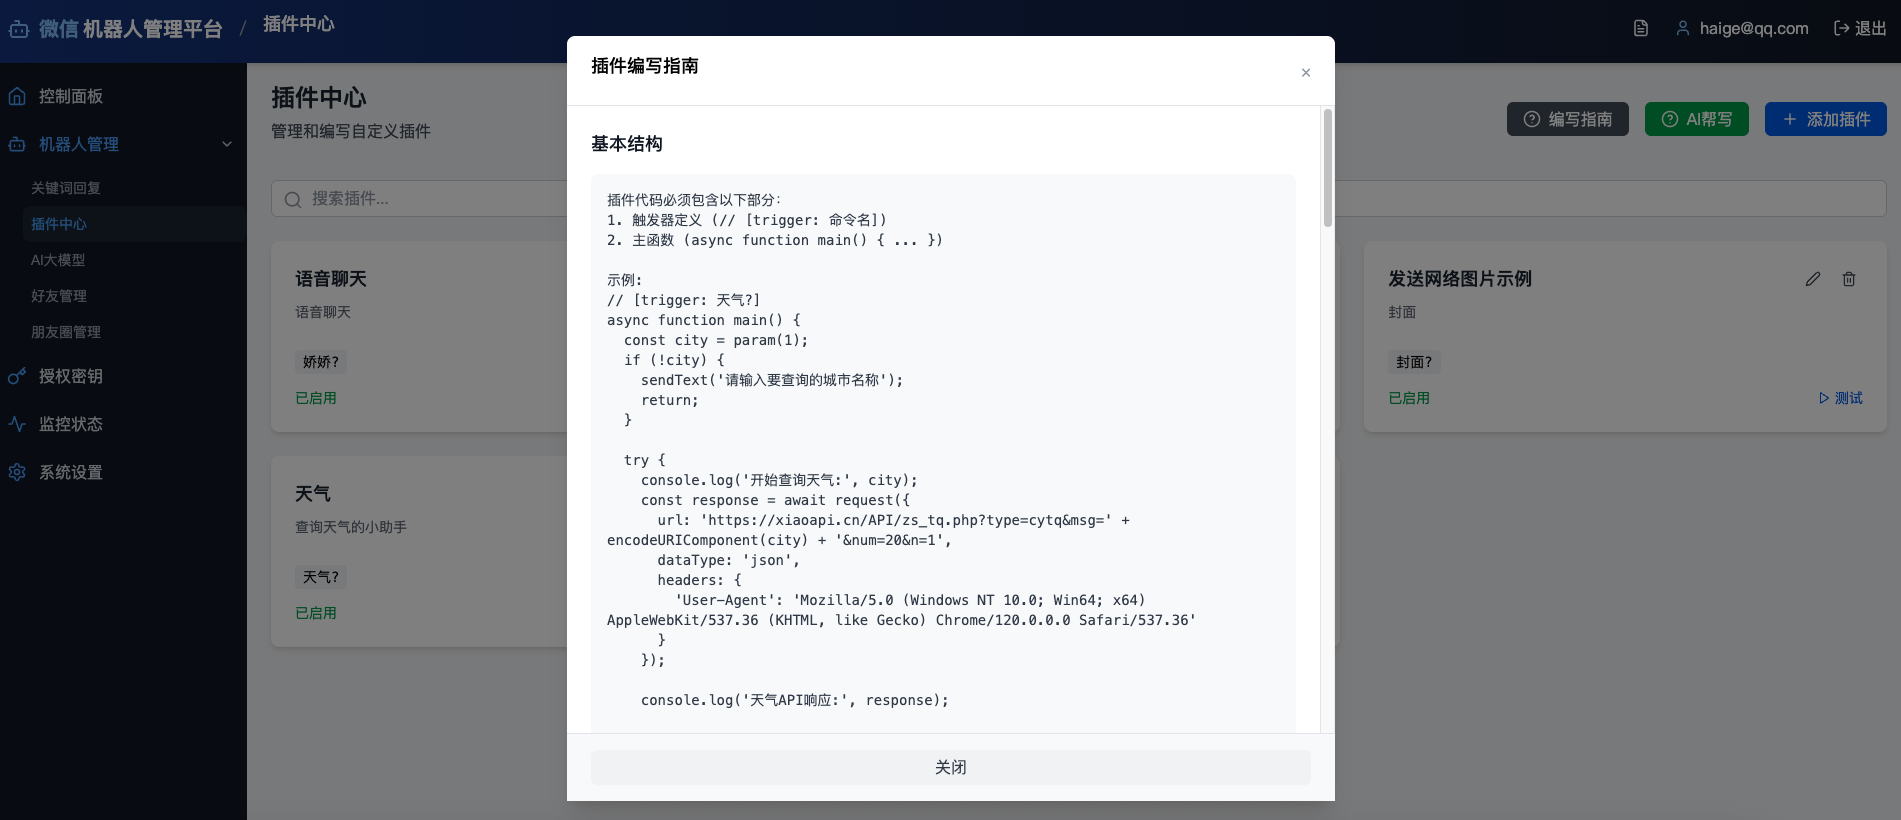 微信 机器人管理平台 / 插件中心
haige@qq.com
退出
控制面板
机器人管理
关键词回复
插件中心
AI大模型
好友管理
朋友圈管理
授权密钥
监控状态
系统设置
插件中心
管理和编写自定义插件
编写指南
AI帮写
添加插件
搜索插件...
语音聊天
语音聊天
娇娇?
已启用
发送网络图片示例
封面
封面?
已启用
测试
天气
查询天气的小助手
天气?
已启用
插件编写指南
×
基本结构
插件代码必须包含以下部分:
1. 触发器定义 (// [trigger: 命令名])
2. 主函数 (async function main() { ... })
示例:
// [trigger: 天气?]
async function main() {
  const city = param(1);
  if (!city) {
    sendText('请输入要查询的城市名称');
    return;
  }
  try {
    console.log('开始查询天气:', city);
    const response = await request({
      url: 'https://xiaoapi.cn/API/zs_tq.php?type=cytq&msg=' +
encodeURIComponent(city) + '&num=20&n=1',
      dataType: 'json',
      headers: {
        'User-Agent': 'Mozilla/5.0 (Windows NT 10.0; Win64; x64)
AppleWebKit/537.36 (KHTML, like Gecko) Chrome/120.0.0.0 Safari/537.36'
      }
    });
    console.log('天气API响应:', response);
关闭